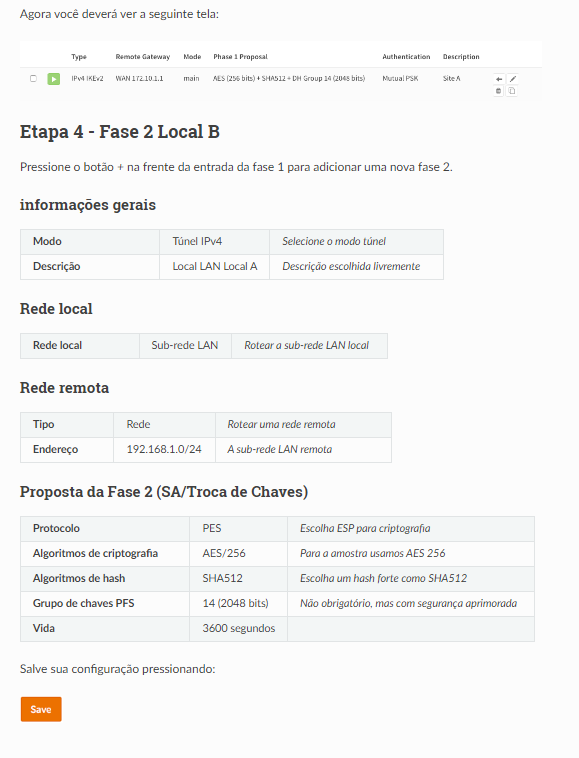 Agora você deverá ver a seguinte tela:
Type Remote Gateway Mode Phase 1 Proposal Authentication Description
IPv4 IKEv2 WAN 172.10.1.1 main AES (256 bits) + SHA512 + DH Group 14 (2048 bits) Mutual PSK Site A
Etapa 4 - Fase 2 Local B
Pressione o botão + na frente da entrada da fase 1 para adicionar uma nova fase 2.
informações gerais
Modo Túnel IPv4 Selecione o modo túnel
Descrição Local LAN Local A Descrição escolhida livremente
Rede local
Rede local Sub-rede LAN Rotear a sub-rede LAN local
Rede remota
Tipo Rede Rotear uma rede remota
Endereço 192.168.1.0/24 A sub-rede LAN remota
Proposta da Fase 2 (SA/Troca de Chaves)
Protocolo PES Escolha ESP para criptografia
Algoritmos de criptografia AES/256 Para a amostra usamos AES 256
Algoritmos de hash SHA512 Escolha um hash forte como SHA512
Grupo de chaves PFS 14 (2048 bits) Não obrigatório, mas com segurança aprimorada
Vida 3600 segundos
Salve sua configuração pressionando:
Save